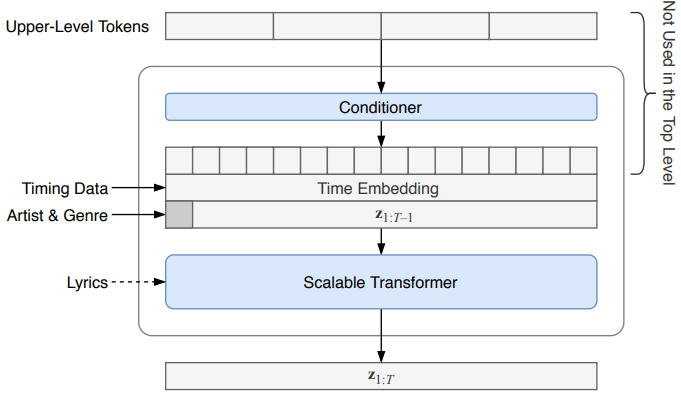 Upper-Level Tokens
Not Used in the Top Level
Conditioner
Timing Data
Time Embedding
Artist & Genre
z1:T–1
Lyrics
Scalable Transformer
z1:T